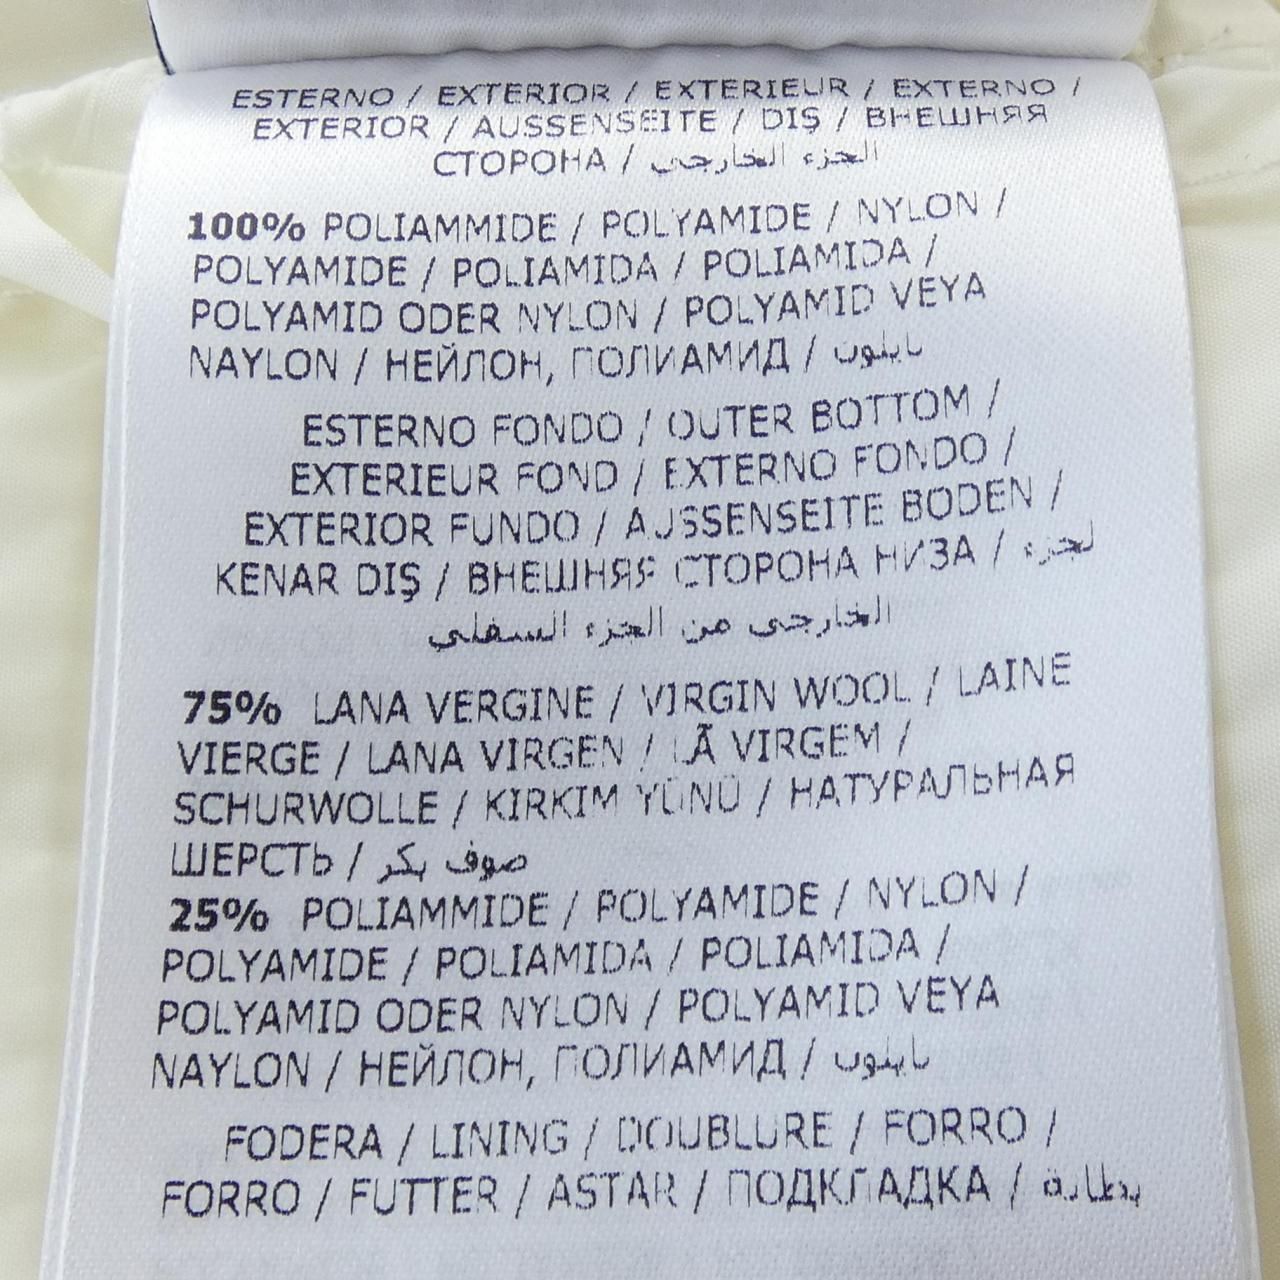 ESTERNO / EXTERIOR / EXTERIEUR / EXTERNO /
EXTERIOR / AUSSENSEITE / DIŞ / ВНЕШНЯЯ
СТОРОНА / الجزء الخارجي
100% POLIAMMIDE / POLYAMIDE / NYLON /
POLYAMIDE / POLIAMIDA / POLIAMIDA /
POLYAMID ODER NYLON / POLYAMID VEYA
NAYLON / НЕЙЛОН, ПОЛИАМИД / نايلون
ESTERNO FONDO / OUTER BOTTOM /
EXTERIEUR FOND / EXTERNO FONDO /
EXTERIOR FUNDO / AUSSENSEITE BODEN /
KENAR DIŞ / ВНЕШНЯЯ СТОРОНА НИЗА / لجزء
الخارجي من الجزء السفلي
75% LANA VERGINE / VIRGIN WOOL / LAINE
VIERGE / LANA VIRGEN / LÃ VIRGEM /
SCHURWOLLE / KIRKIM YÜNÜ / НАТУРАЛЬНАЯ
ШЕРСТЬ / صوف بكر
25% POLIAMMIDE / POLYAMIDE / NYLON /
POLYAMIDE / POLIAMIDA / POLIAMIDA /
POLYAMID ODER NYLON / POLYAMID VEYA
NAYLON / НЕЙЛОН, ПОЛИАМИД / نايلون
FODERA / LINING / DOUBLURE / FORRO /
FORRO / FUTTER / ASTAR / ПОДКЛАДКА / بطانة